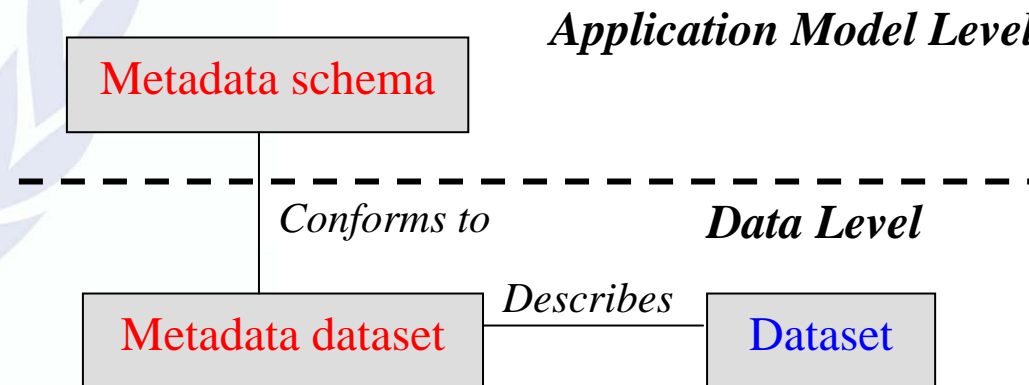 Application Model Level
Metadata schema
Conforms to
Data Level
Describes
Metadata dataset
Dataset